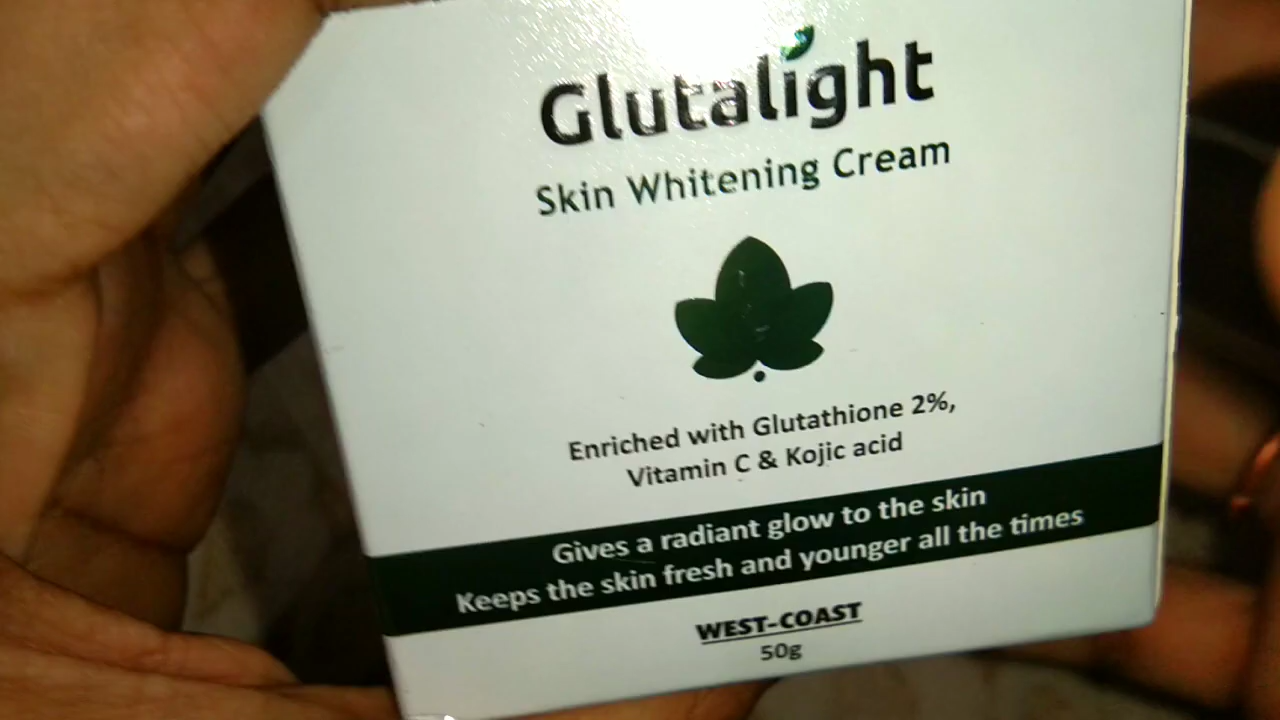 Glutalight
Skin Whitening Cream
Enriched with Glutathione 2%,
Vitamin C & Kojic acid
Gives a radiant glow to the skin
Keeps the skin fresh and younger all the times
WEST-COAST
50g